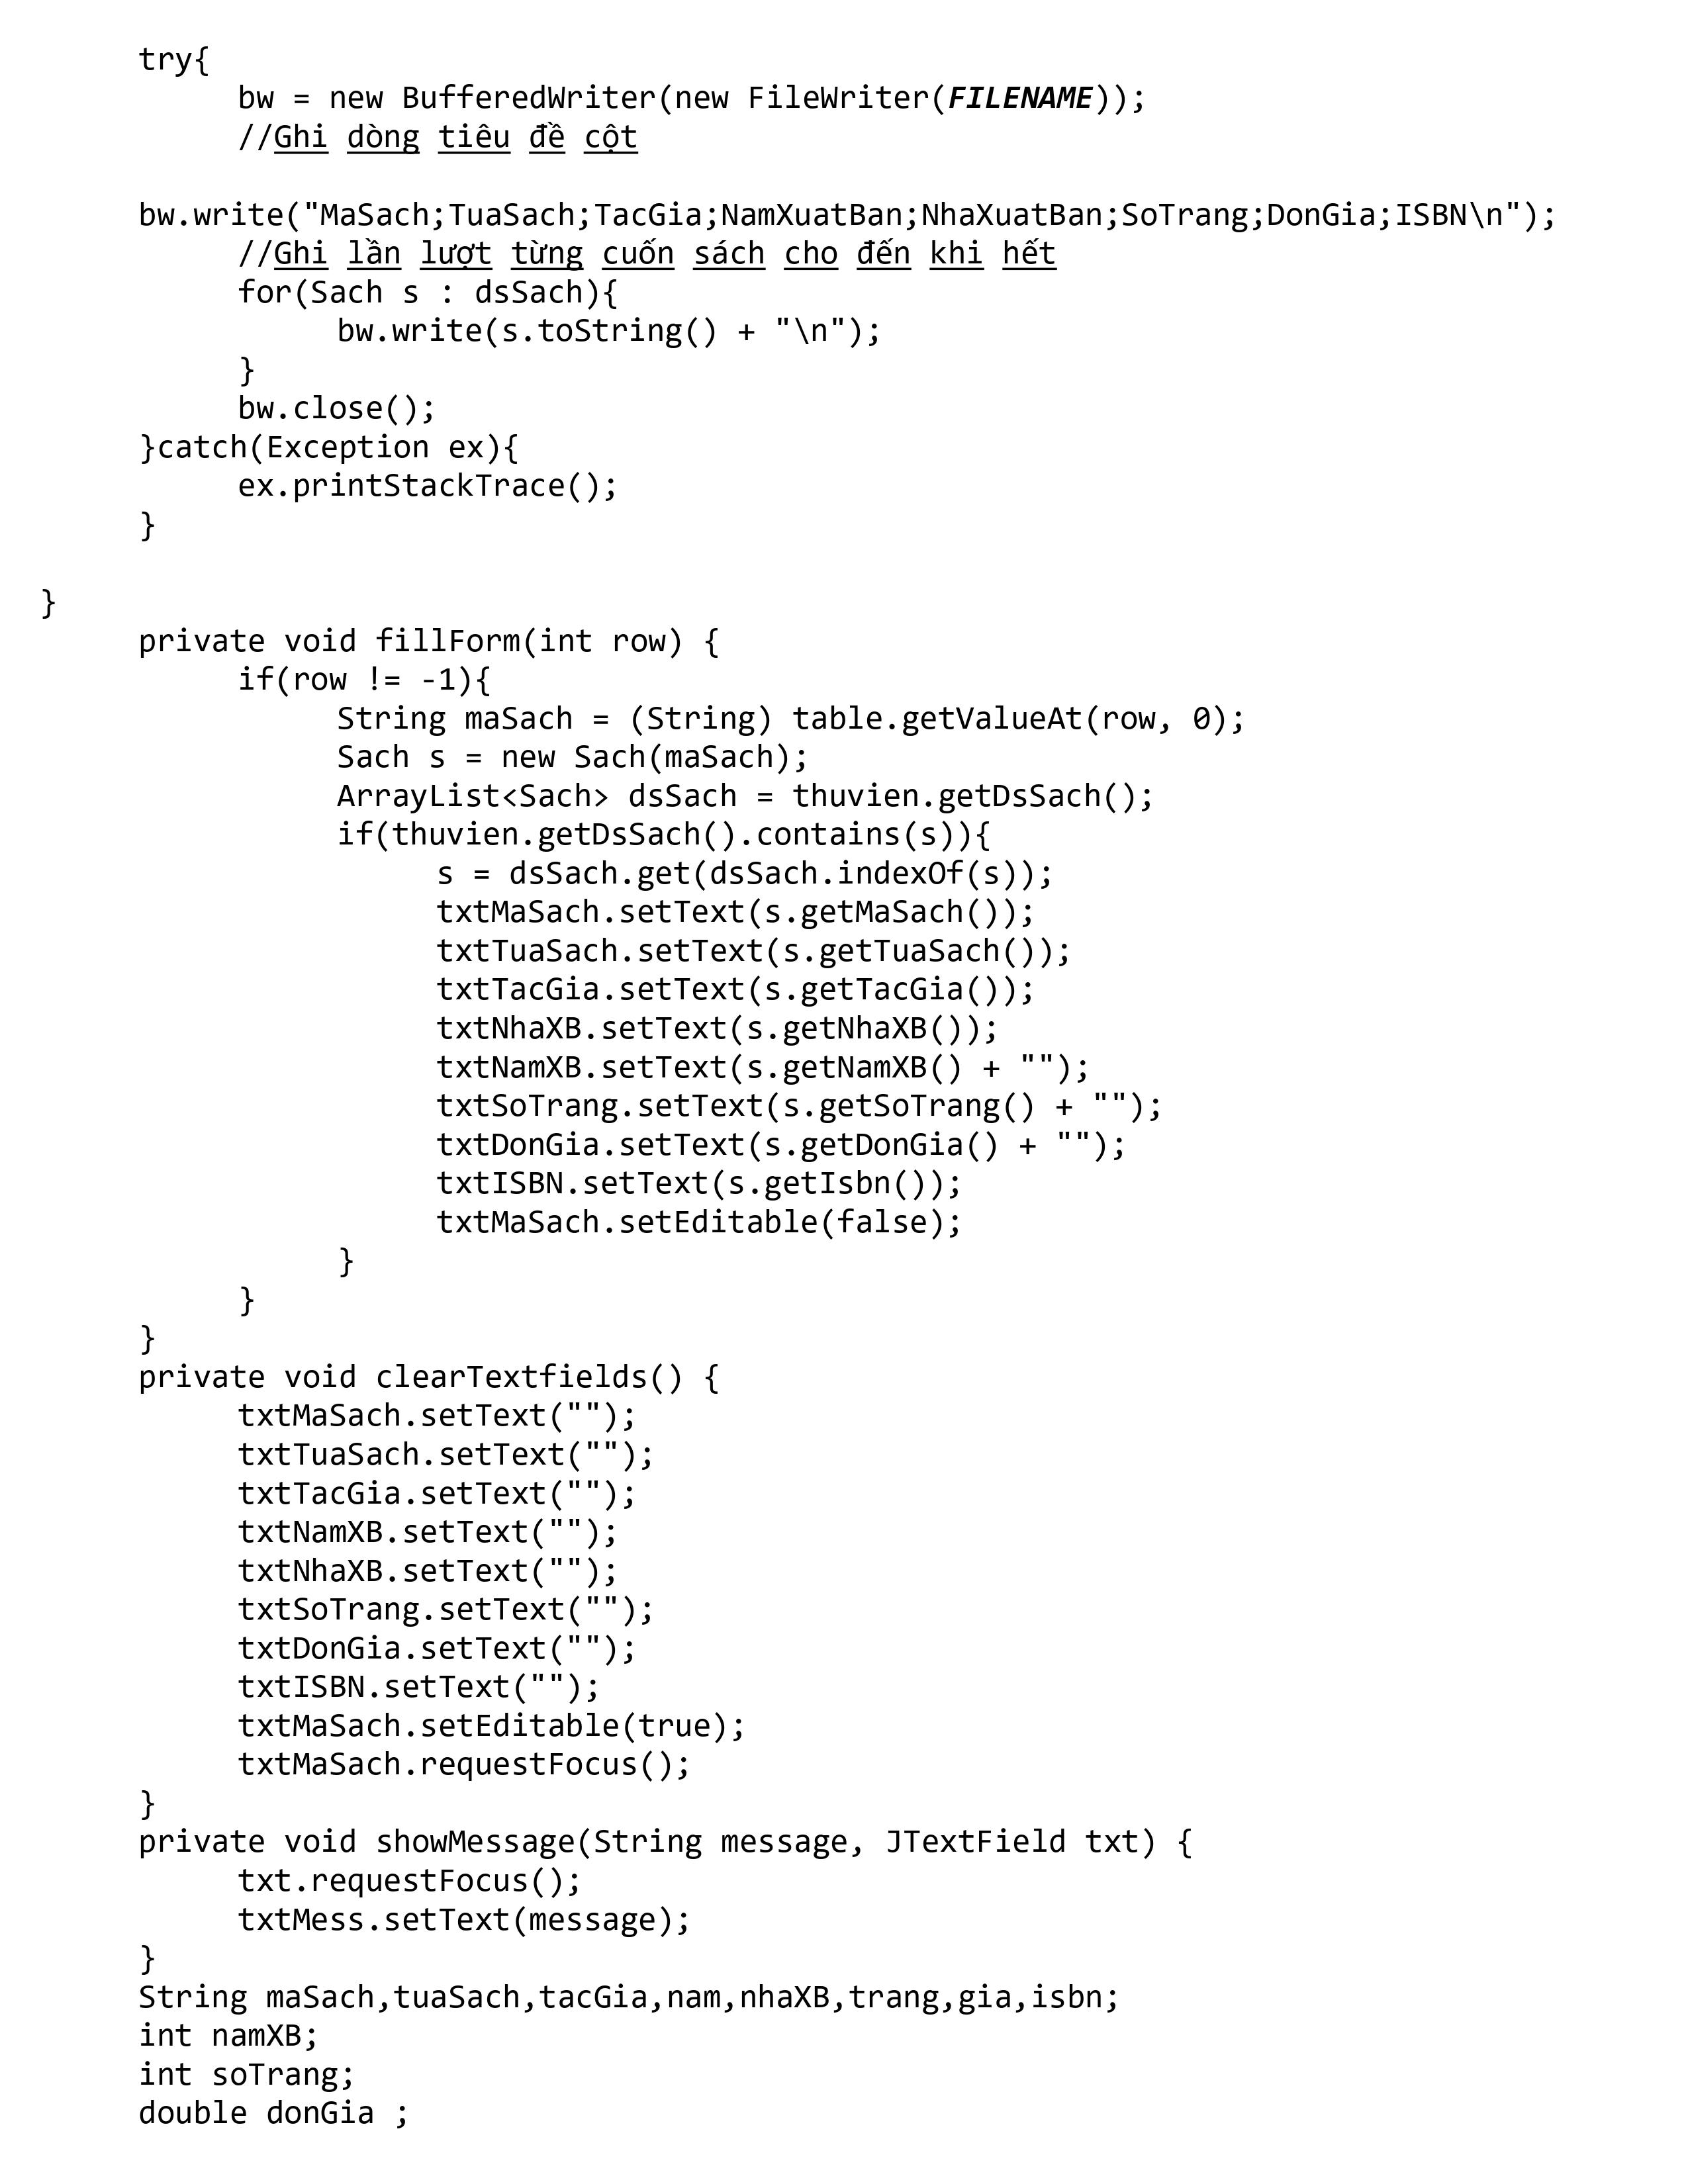 try{
bw = new BufferedWriter(new FileWriter(FILENAME));
//Ghi dòng tiêu đề cột
bw.write("MaSach;TuaSach;TacGia;NamXuatBan;NhaXuatBan;SoTrang;DonGia;ISBN\n");
//Ghi lần lượt từng cuốn sách cho đến khi hết
for(Sach s : dsSach){
bw.write(s.toString() + "\n");
}
bw.close();
}catch(Exception ex){
ex.printStackTrace();
}
}
private void fillForm(int row) {
if(row != -1){
String maSach = (String) table.getValueAt(row, 0);
Sach s = new Sach(maSach);
ArrayList<Sach> dsSach = thuvien.getDsSach();
if(thuvien.getDsSach().contains(s)){
s = dsSach.get(dsSach.indexOf(s));
txtMaSach.setText(s.getMaSach());
txtTuaSach.setText(s.getTuaSach());
txtTacGia.setText(s.getTacGia());
txtNhaXB.setText(s.getNhaXB());
txtNamXB.setText(s.getNamXB() + "");
txtSoTrang.setText(s.getSoTrang() + "");
txtDonGia.setText(s.getDonGia() + "");
txtISBN.setText(s.getIsbn());
txtMaSach.setEditable(false);
}
}
}
private void clearTextfields() {
txtMaSach.setText("");
txtTuaSach.setText("");
txtTacGia.setText("");
txtNamXB.setText("");
txtNhaXB.setText("");
txtSoTrang.setText("");
txtDonGia.setText("");
txtISBN.setText("");
txtMaSach.setEditable(true);
txtMaSach.requestFocus();
}
private void showMessage(String message, JTextField txt) {
txt.requestFocus();
txtMess.setText(message);
}
String maSach,tuaSach,tacGia,nam,nhaXB,trang,gia,isbn;
int namXB;
int soTrang;
double donGia ;